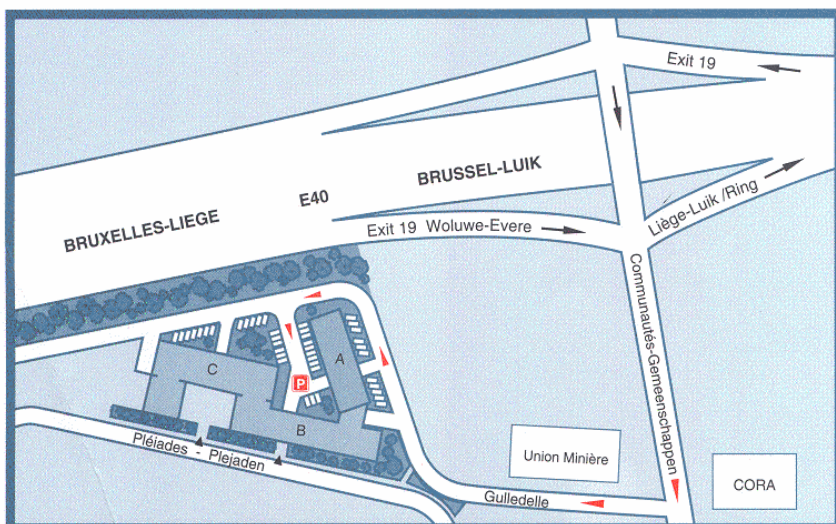 Exit 19
BRUSSEL-LUIK
E40
BRUXELLES-LIEGE
Exit 19 Woluwe-Evere
Liège-Luik /Ring
Communautés-Gemeenschappen
A
C
P
B
Pléiades - Plejaden
Union Minière
CORA
Gulledelle